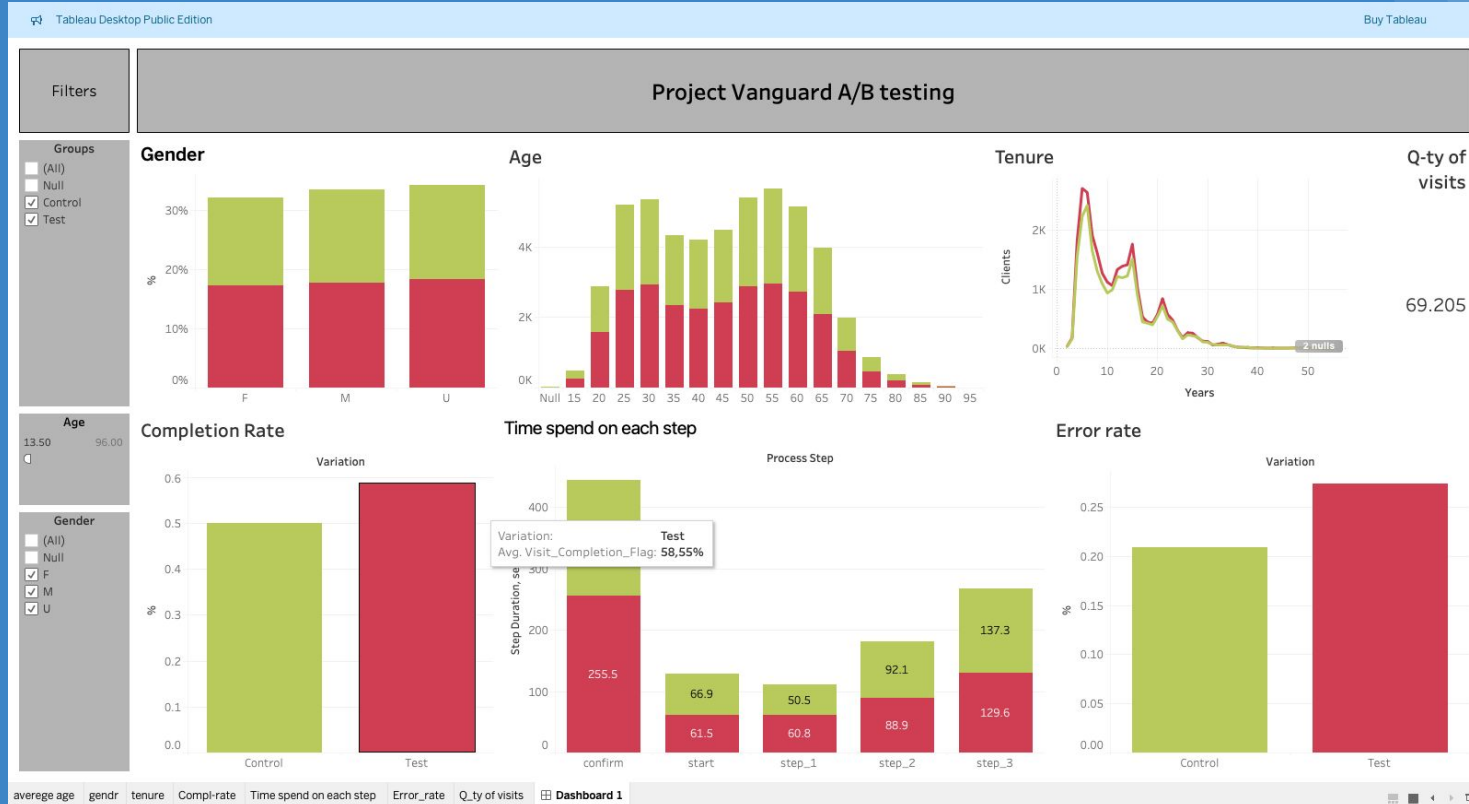 Tableau Desktop Public Edition
Buy Tableau
Filters
Project Vanguard A/B testing
Groups
(All)
Null
Control
Test
Gender
30%
20%
10%
0%
%
F M U
Age
4K
2K
0K
Null 15 20 25 30 35 40 45 50 55 60 65 70 75 80 85 90 95
Tenure
2K
1K
0K
Clients
2 nulls
0 10 20 30 40 50
Years
Q-ty of
visits
69.205
Age
13.50 96.00
Gender
(All)
Null
F
M
U
Completion Rate
Variation
0.6
0.5
0.4
0.3
0.2
0.1
0.0
%
Control Test
Time spend on each step
Process Step
400
300
200
100
0
Step Duration,
Variation: Test
Avg. Visit_Completion_Flag: 58,55%
255.5
66.9
61.5
50.5
60.8
92.1
88.9
137.3
129.6
confirm start step_1 step_2 step_3
Error rate
Variation
0.25
0.20
0.15
0.10
0.05
0.00
%
Control Test
averege age gendr tenure Compl-rate Time spend on each step Error_rate Q_ty of visits Dashboard 1